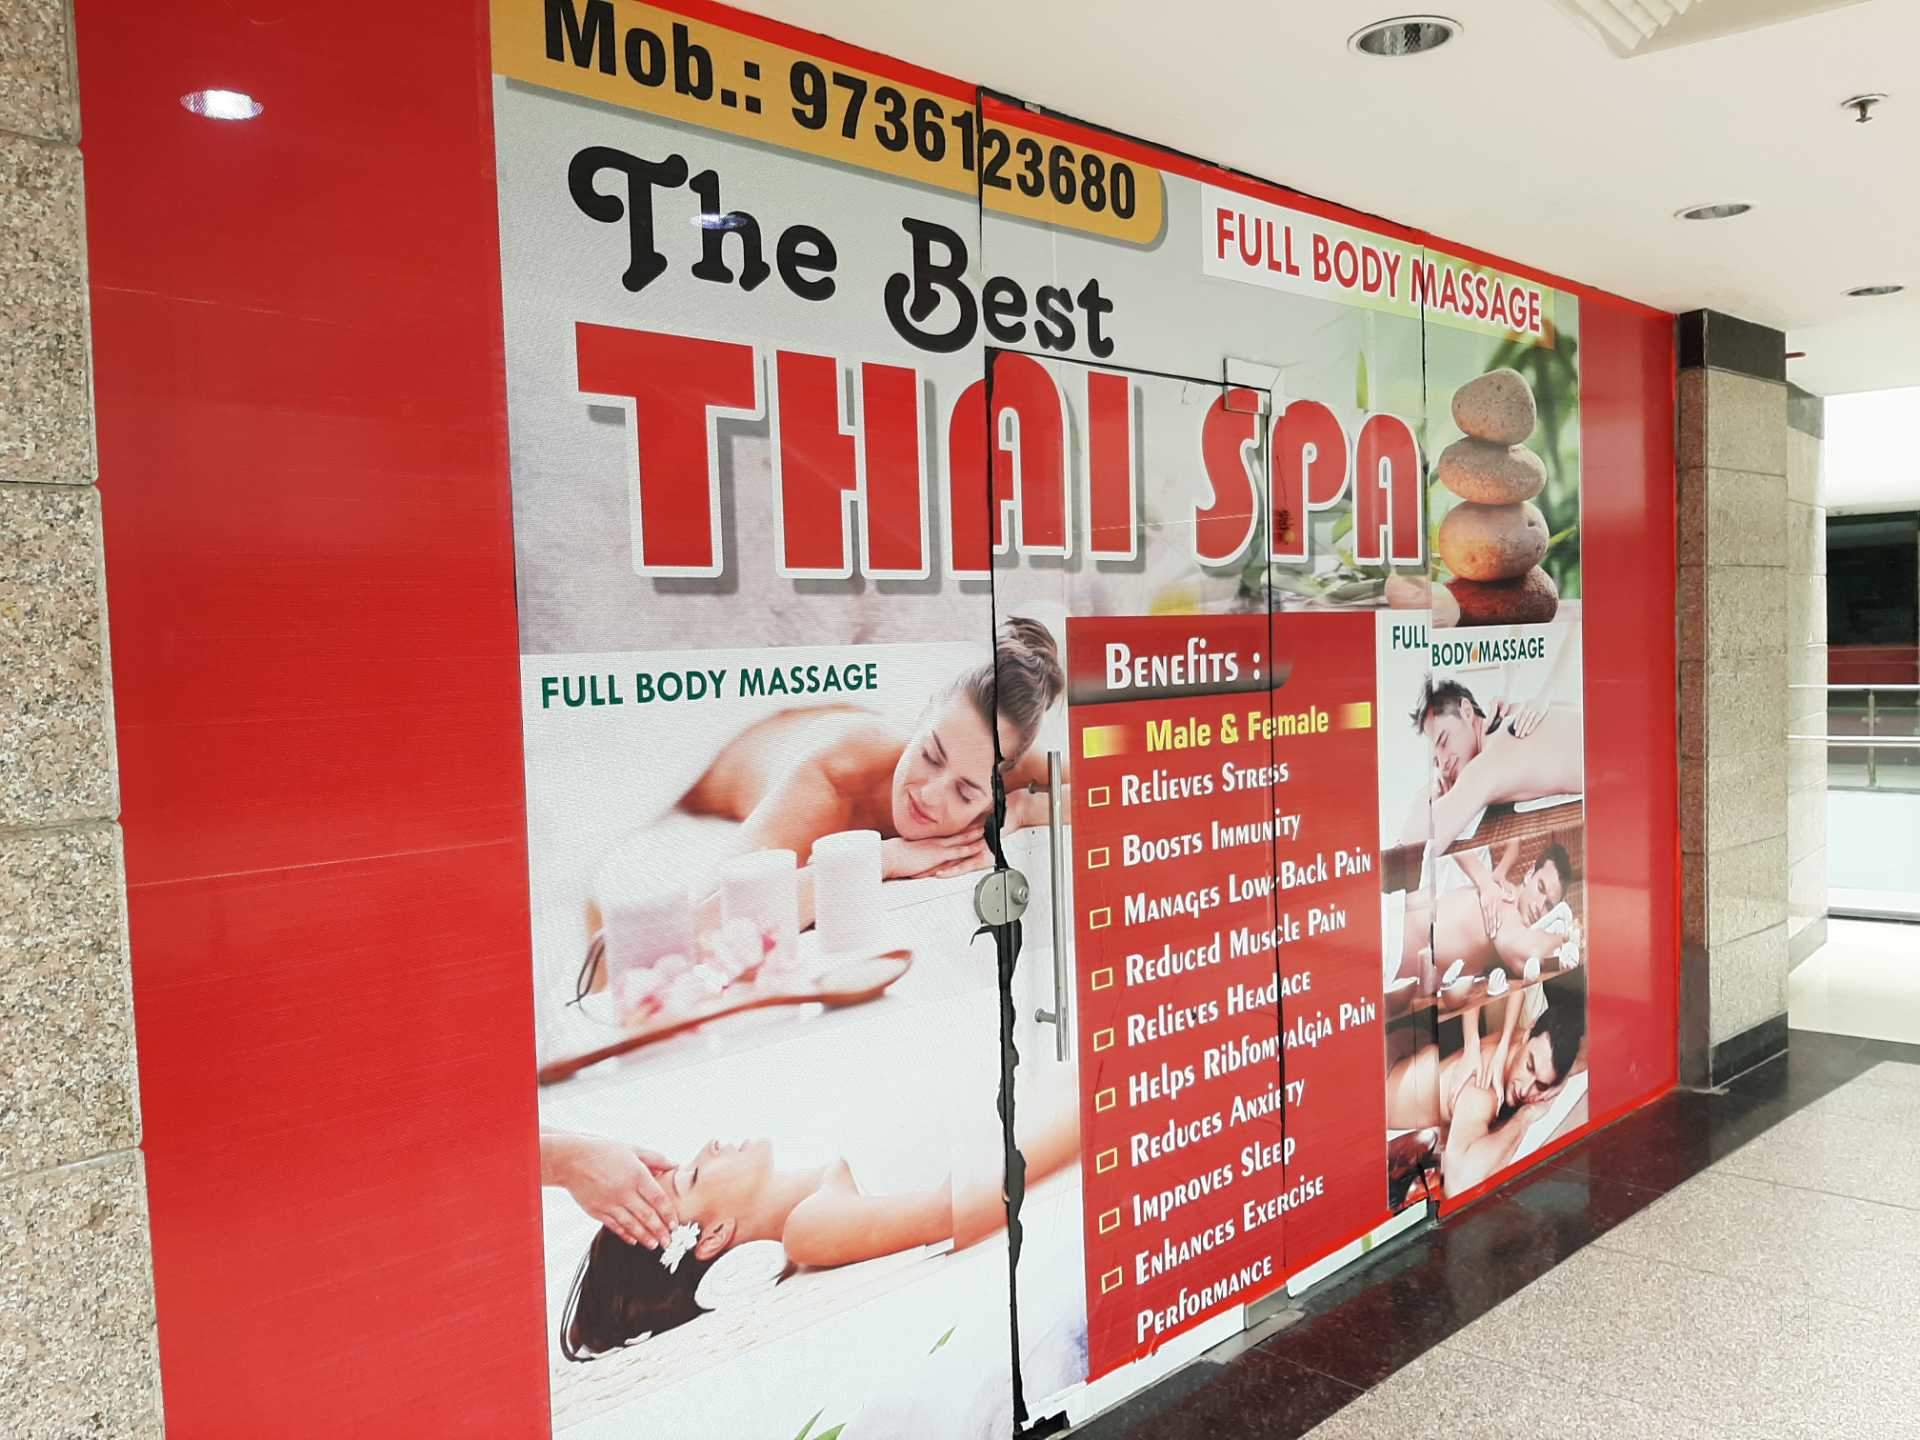 Mob.: 9736123680
The Best
THAI SPA
FULL BODY MASSAGE
FULL BODY MASSAGE
BENEFITS :
Male & Female
RELIEVES STRESS
BOOSTS IMMUNITY
MANAGES LOW-BACK PAIN
REDUCED MUSCLE PAIN
RELIEVES HEADACE
HELPS RIBFOMYALGIA PAIN
REDUCES ANXIETY
IMPROVES SLEEP
ENHANCES EXERCISE
PERFORMANCE
FULL BODY MASSAGE